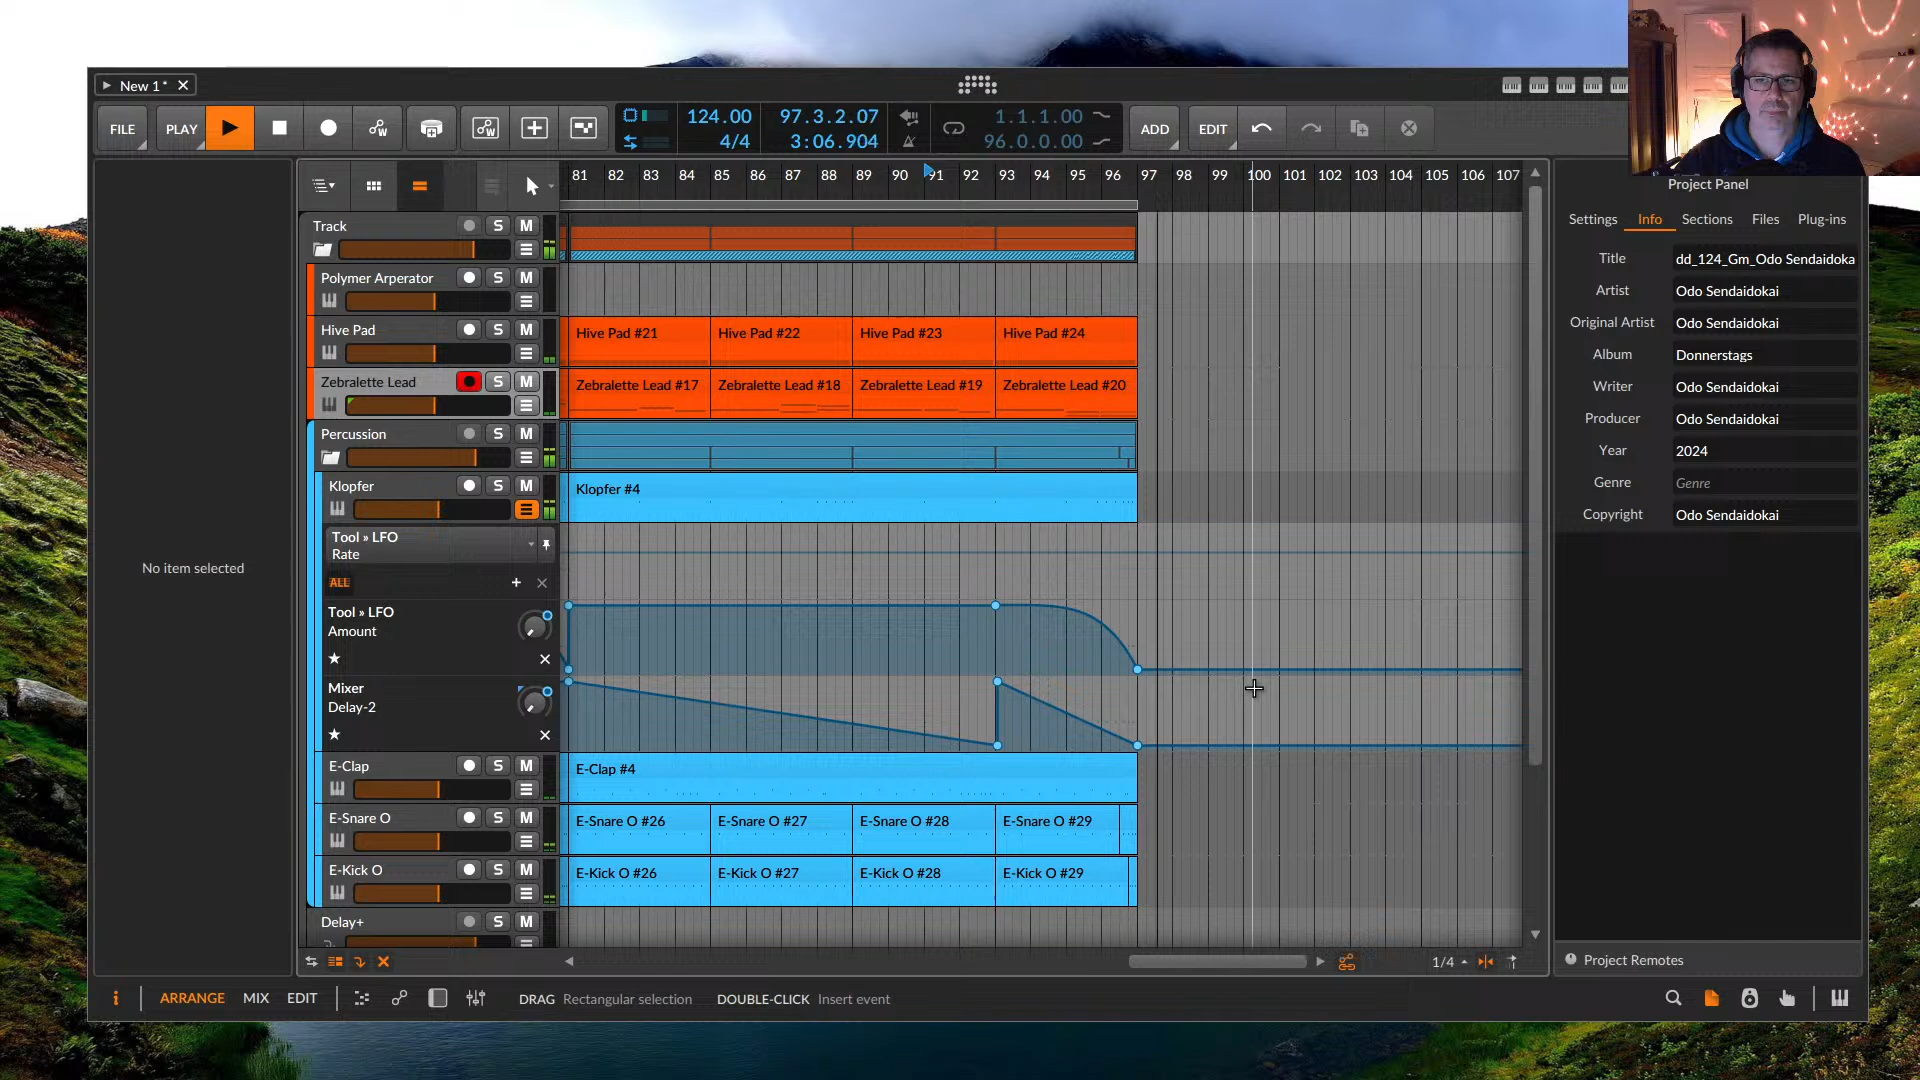 New 1*
FILE
PLAY
124.00
4/4
97.3.2.07
3:06.904
1.1.1.00
96.0.0.00
ADD
EDIT
81 82 83 84 85 86 87 88 89 90 91 92 93 94 95 96 97 98 99 100 101 102 103 104 105 106 107
Project Panel
Settings Info Sections Files Plug-ins
Title dd_124_Gm_Odo Sendaidoka
Artist Odo Sendaidokai
Original Artist Odo Sendaidokai
Album Donnerstags
Writer Odo Sendaidokai
Producer Odo Sendaidokai
Year 2024
Genre Genre
Copyright Odo Sendaidokai
No item selected
Track S M
Polymer Arperator S M
Hive Pad S M
Hive Pad #21 Hive Pad #22 Hive Pad #23 Hive Pad #24
Zebralette Lead S M
Zebralette Lead #17 Zebralette Lead #18 Zebralette Lead #19 Zebralette Lead #20
Percussion S M
Klopfer S M
Klopfer #4
Tool » LFO
Rate
ALL
Tool » LFO
Amount
Mixer
Delay-2
E-Clap S M
E-Clap #4
E-Snare O S M
E-Snare O #26 E-Snare O #27 E-Snare O #28 E-Snare O #29
E-Kick O S M
E-Kick O #26 E-Kick O #27 E-Kick O #28 E-Kick O #29
Delay+ S M
1/4
Project Remotes
ARRANGE MIX EDIT
DRAG Rectangular selection DOUBLE-CLICK Insert event